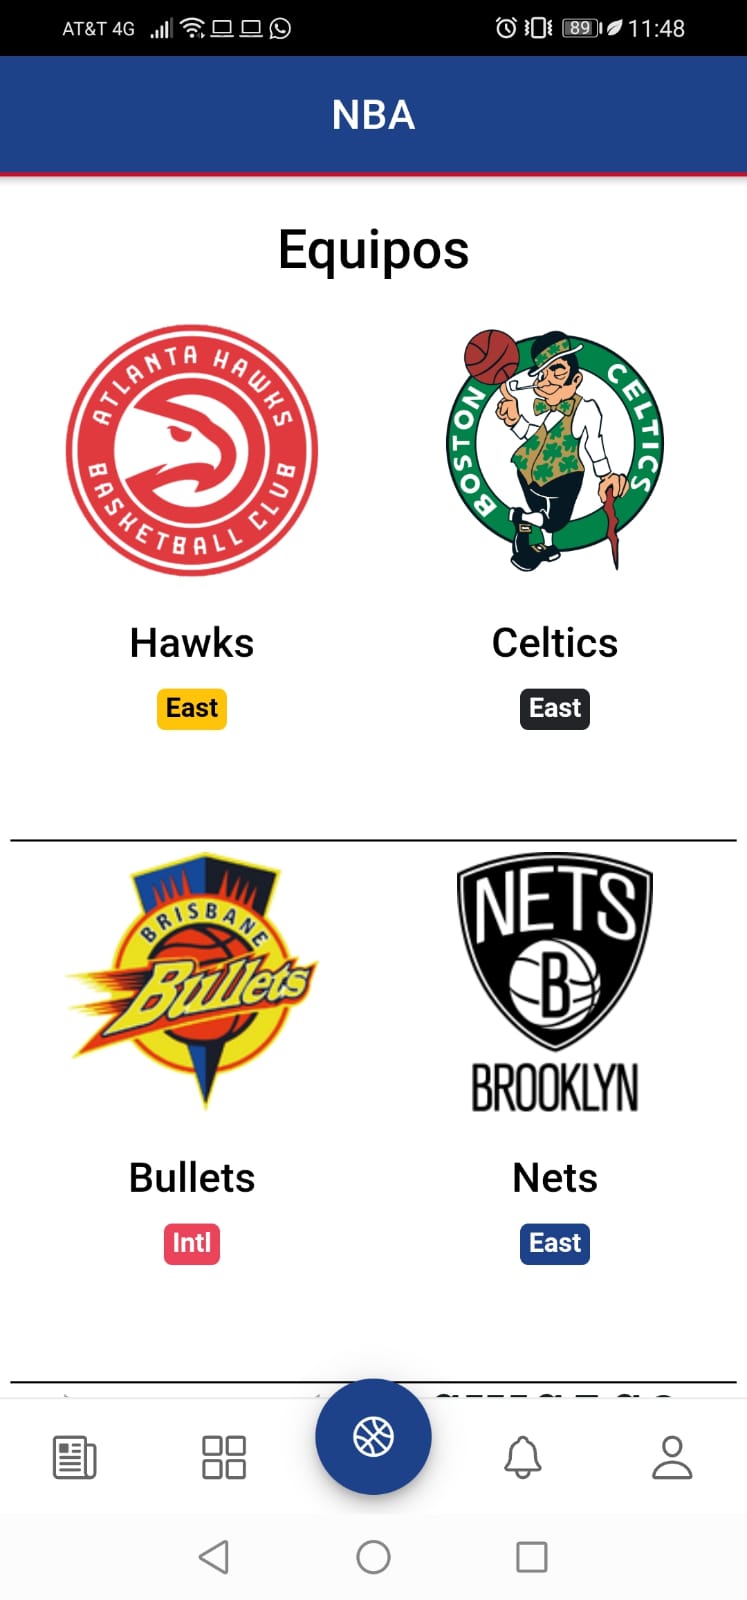 AT&T 4G 89 11:48
NBA
Equipos
ATLANTA HAWKS
BASKETBALL CLUB
BOSTON CELTICS
Hawks
Celtics
East
East
BRISBANE
Bullets
NETS
B
BROOKLYN
Bullets
Nets
Intl
East